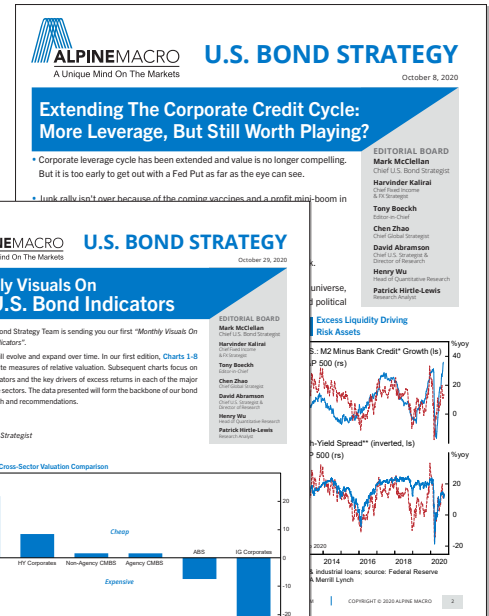 ALPINEMACRO
A Unique Mind On The Markets
U.S. BOND STRATEGY
October 8, 2020
Extending The Corporate Credit Cycle:
More Leverage, But Still Worth Playing?
• Corporate leverage cycle has been extended and value is no longer compelling.
But it is too early to get out with a Fed Put as far as the eye can see.
• Junk rally isn't over because of the coming vaccines and a profit mini-boom in
EDITORIAL BOARD
Mark McClellan
Chief U.S. Bond Strategist
Harvinder Kalirai
Chief Fixed Income
& FX Strategist
Tony Boeckh
Editor-in-Chief
Chen Zhao
Chief Global Strategist
David Abramson
Chief U.S. Strategist &
Director of Research
Henry Wu
Head of Quantitative Research
Patrick Hirtle-Lewis
Research Analyst
universe,
political
Excess Liquidity Driving
Risk Assets
M2 Minus Bank Credit* Growth (ls)
P 500 (rs)
%yoy
40
20
0
h-Yield Spread** (inverted, ls)
P 500 (rs)
%yoy
20
0
-20
2020
2014 2016 2018 2020
& industrial loans; source: Federal Reserve
A Merrill Lynch
COPYRIGHT © 2020 ALPINE MACRO 2
NEMACRO
ind On The Markets
U.S. BOND STRATEGY
October 29, 2020
ly Visuals On
U.S. Bond Indicators
ond Strategy Team is sending you our first "Monthly Visuals On
dicators".
ll evolve and expand over time. In our first edition, Charts 1-8
te measures of relative valuation. Subsequent charts focus on
ators and the key drivers of excess returns in each of the major
sectors. The data presented will form the backbone of our bond
h and recommendations.
Strategist
EDITORIAL BOARD
Mark McClellan
Chief U.S. Bond Strategist
Harvinder Kalirai
Chief Fixed Income
& FX Strategist
Tony Boeckh
Editor-in-Chief
Chen Zhao
Chief Global Strategist
David Abramson
Chief U.S. Strategist &
Director of Research
Henry Wu
Head of Quantitative Research
Patrick Hirtle-Lewis
Research Analyst
Cross-Sector Valuation Comparison
20
10
0
-10
-20
Cheap
Expensive
HY Corporates
Non-Agency CMBS
Agency CMBS
ABS
IG Corporates